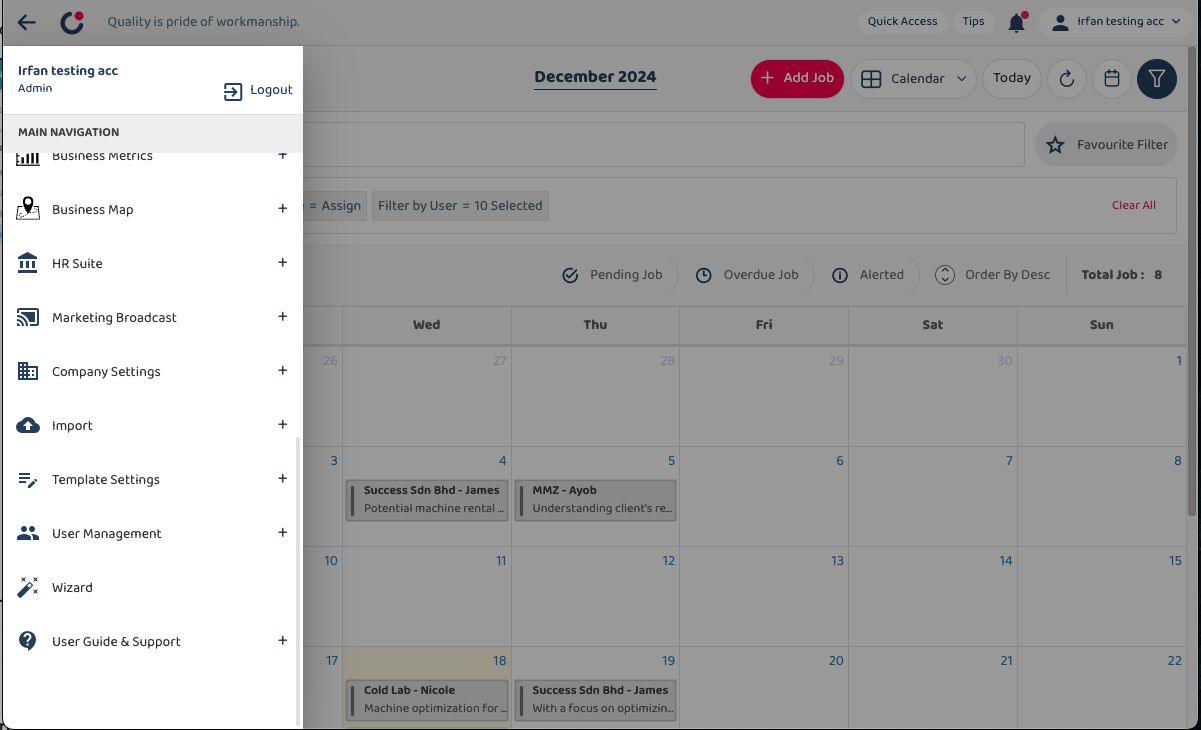 Quality is pride of workmanship.
Quick Access
Tips
Irfan testing acc
Irfan testing acc
Admin
Logout
MAIN NAVIGATION
Business Metrics +
Business Map +
HR Suite +
Marketing Broadcast +
Company Settings +
Import +
Template Settings +
User Management +
Wizard
User Guide & Support +
December 2024
+ Add Job
Calendar
Today
Favourite Filter
= Assign
Filter by User = 10 Selected
Clear All
Pending Job
Overdue Job
Alerted
Order By Desc
Total Job : 8
Wed Thu Fri Sat Sun
26 27 28 29 30 1
3 4 5 6 7 8
Success Sdn Bhd - James
Potential machine rental ...
MMZ - Ayob
Understanding client's re...
10 11 12 13 14 15
17 18 19 20 21 22
Cold Lab - Nicole
Machine optimization for ...
Success Sdn Bhd - James
With a focus on optimizin...